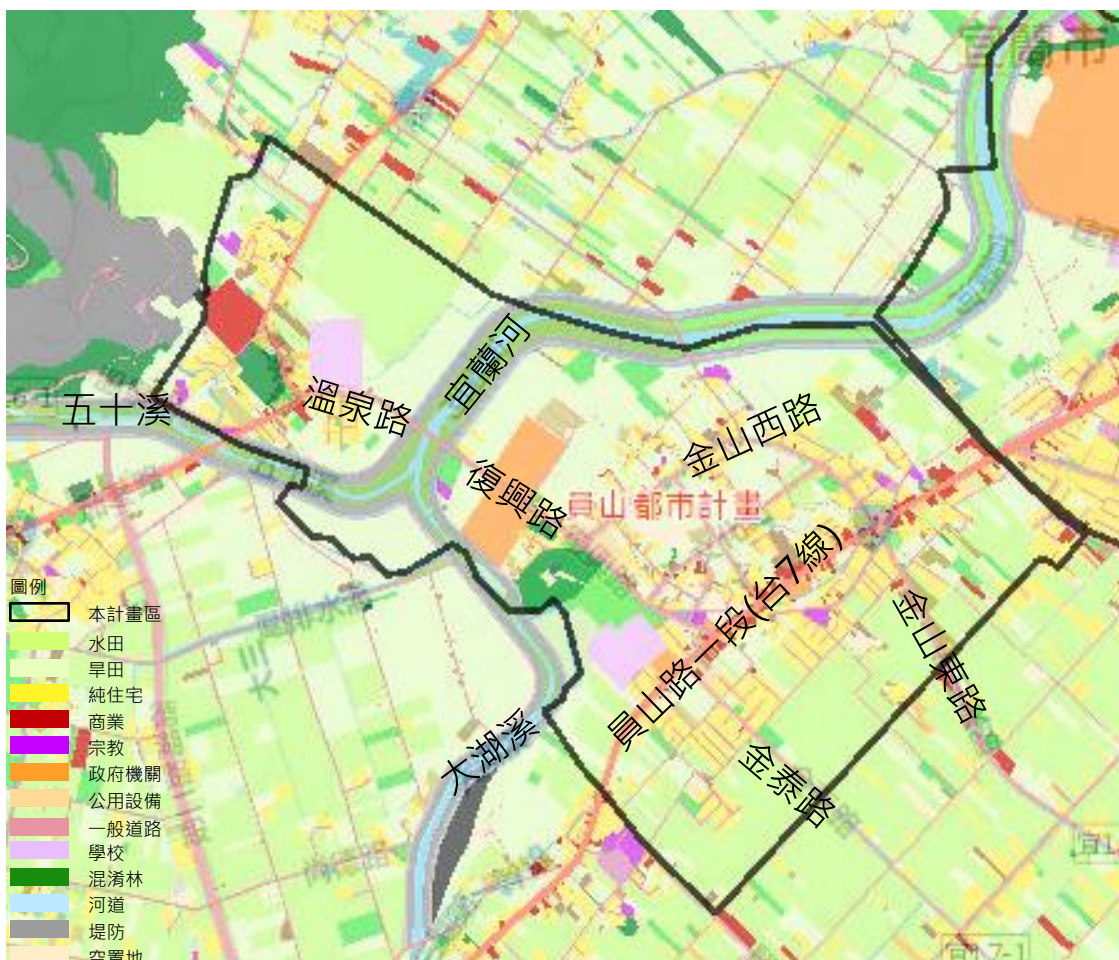 宜蘭市
五十溪
溫泉路
宜蘭河
金山西路
復興路
員山都市計畫
員山路一段(台7線)
金山東路
大湖溪
金泰路
圖例
本計畫區
水田
旱田
純住宅
商業
宗教
政府機關
公用設備
一般道路
學校
混淆林
河道
堤防
空置地